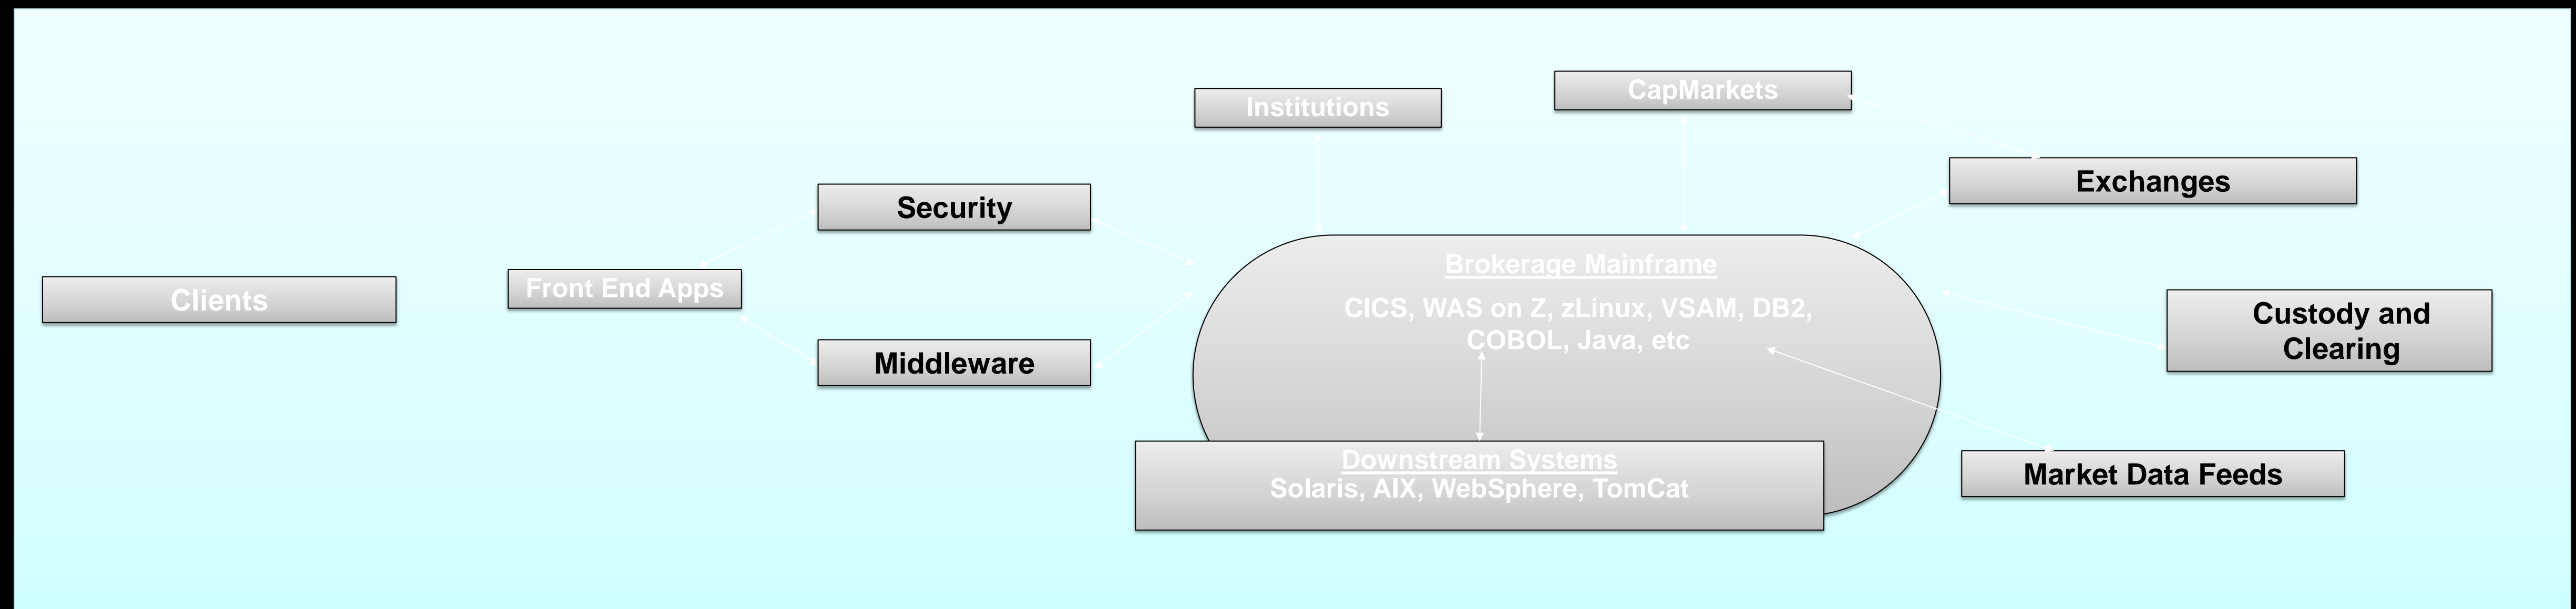 CapMarkets
Institutions
Exchanges
Security
Brokerage Mainframe
Front End Apps
Clients
CICS, WAS on Z, zLinux, VSAM, DB2,
COBOL, Java, etc
Custody and
Clearing
Middleware
Downstream Systems
Solaris, AIX, WebSphere, TomCat
Market Data Feeds